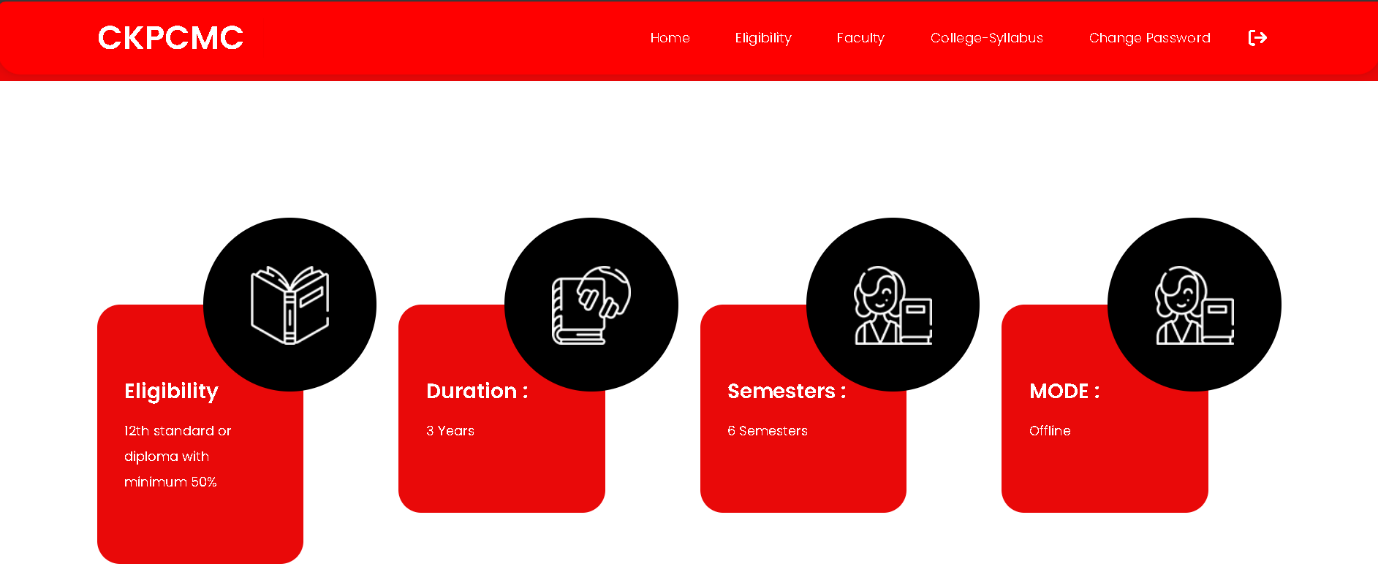 CKPCMC
Home
Eligibility
Faculty
College-Syllabus
Change Password
Eligibility
12th standard or
diploma with
minimum 50%
Duration :
3 Years
Semesters :
6 Semesters
MODE :
Offline